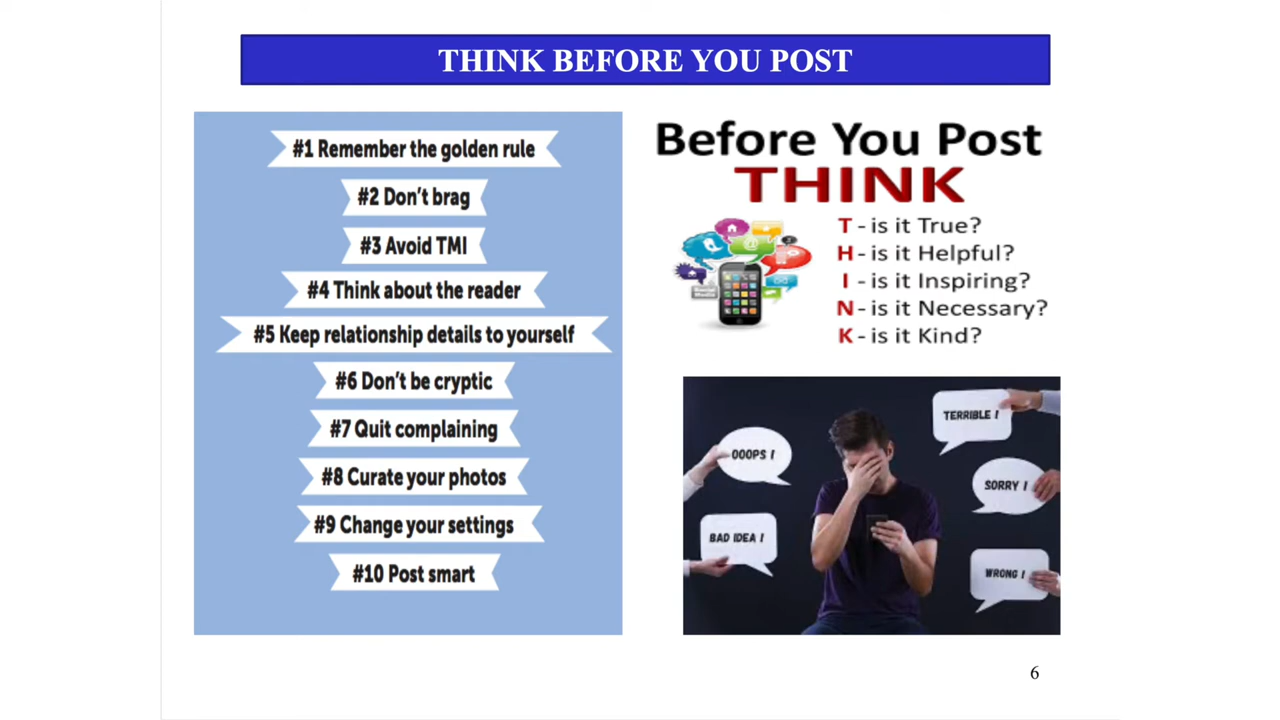 THINK BEFORE YOU POST
#1 Remember the golden rule
#2 Don't brag
#3 Avoid TMI
#4 Think about the reader
#5 Keep relationship details to yourself
#6 Don't be cryptic
#7 Quit complaining
#8 Curate your photos
#9 Change your settings
#10 Post smart
Before You Post
THINK
T - is it True?
H - is it Helpful?
I - is it Inspiring?
N - is it Necessary?
K - is it Kind?
OOOPS !
TERRIBLE !
SORRY !
BAD IDEA !
WRONG !
6